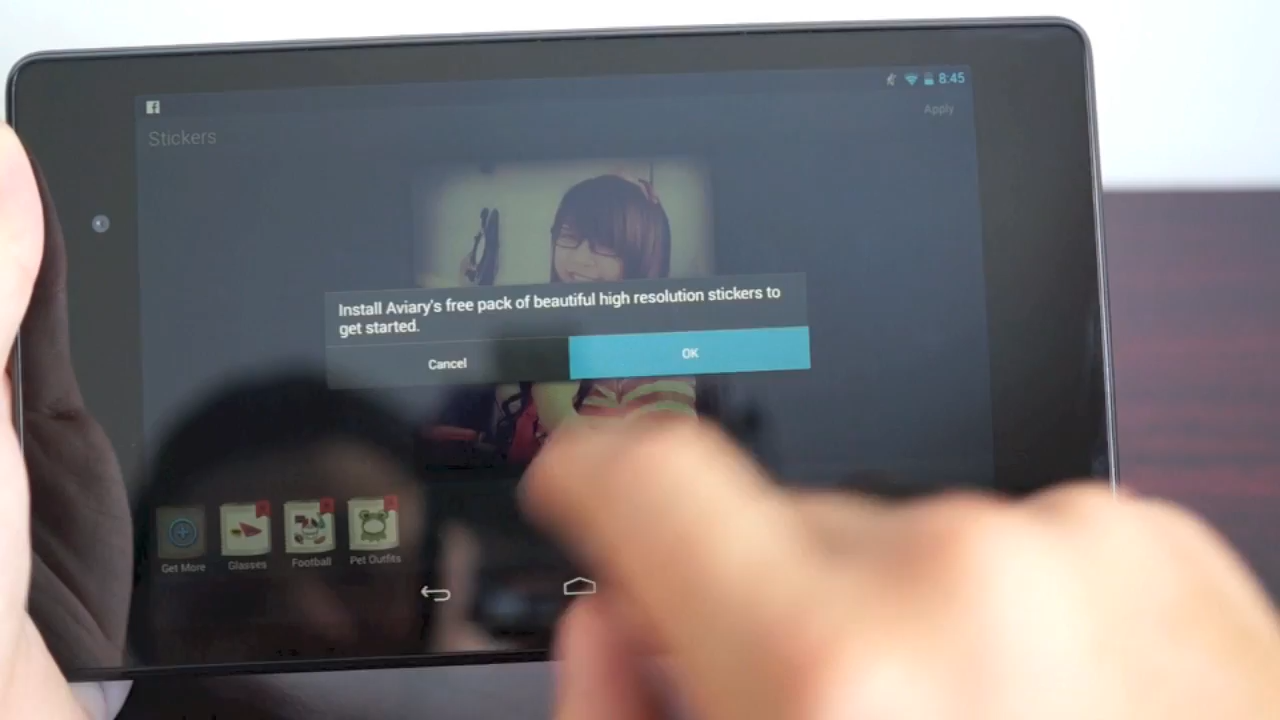 8:45
Apply
Stickers
Install Aviary's free pack of beautiful high resolution stickers to
get started.
Cancel
OK
Get More
Glasses
Football
Pet Outfits